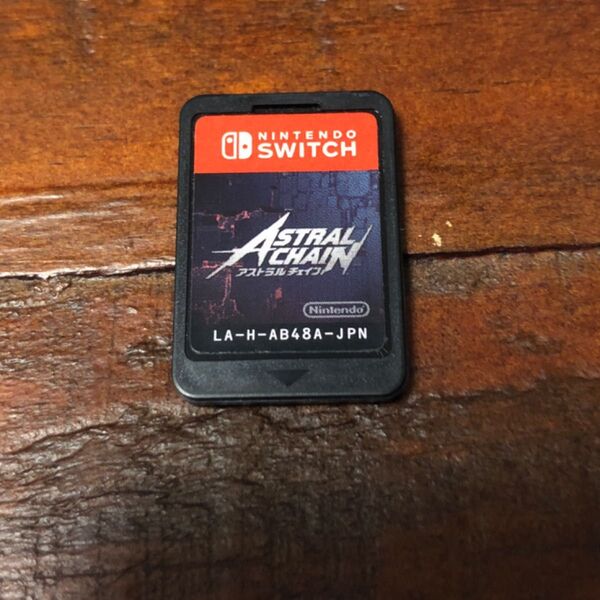 NINTENDO
SWITCH
ASTRAL
CHAIN
アストラル チェイン
Nintendo
LA-H-AB48A-JPN